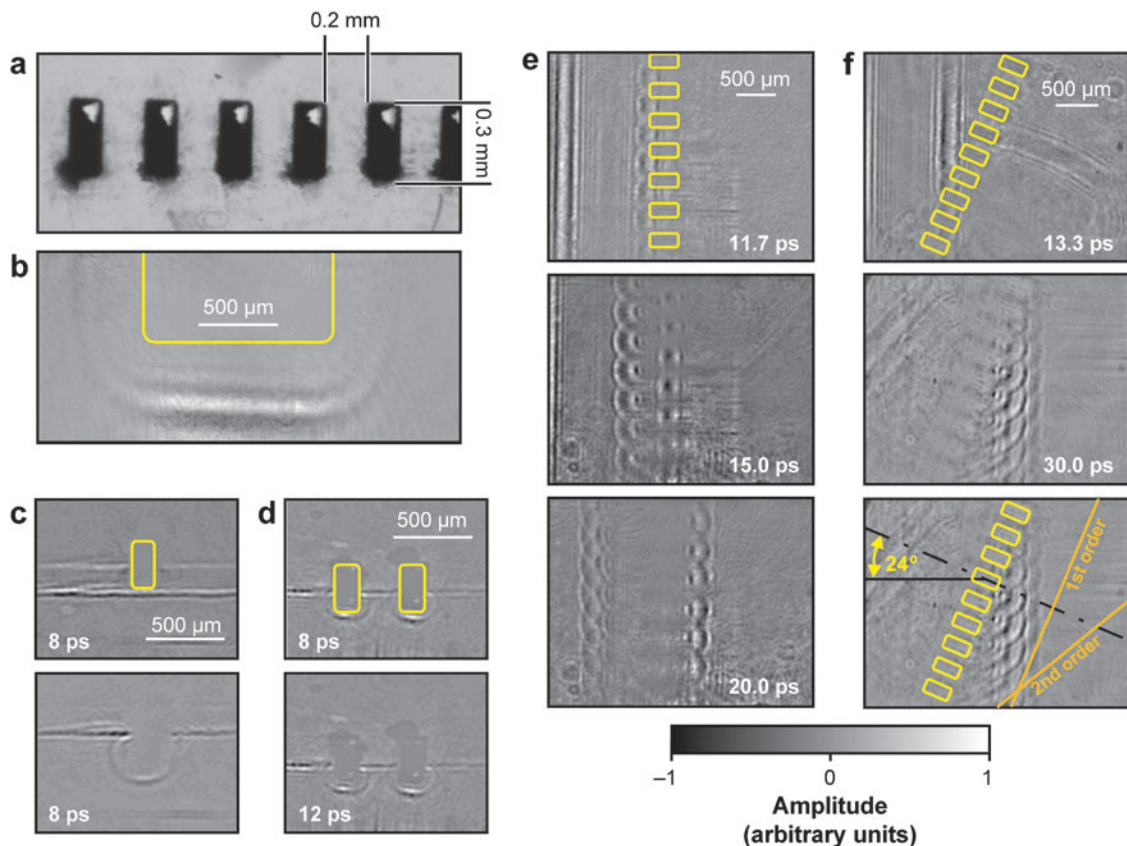 a
0.2 mm
0.3 mm
b
500 µm
c
8 ps
500 µm
8 ps
d
500 µm
8 ps
12 ps
e
500 µm
11.7 ps
15.0 ps
20.0 ps
f
500 µm
13.3 ps
30.0 ps
24°
1st order
2nd order
–1
0
1
Amplitude
(arbitrary units)